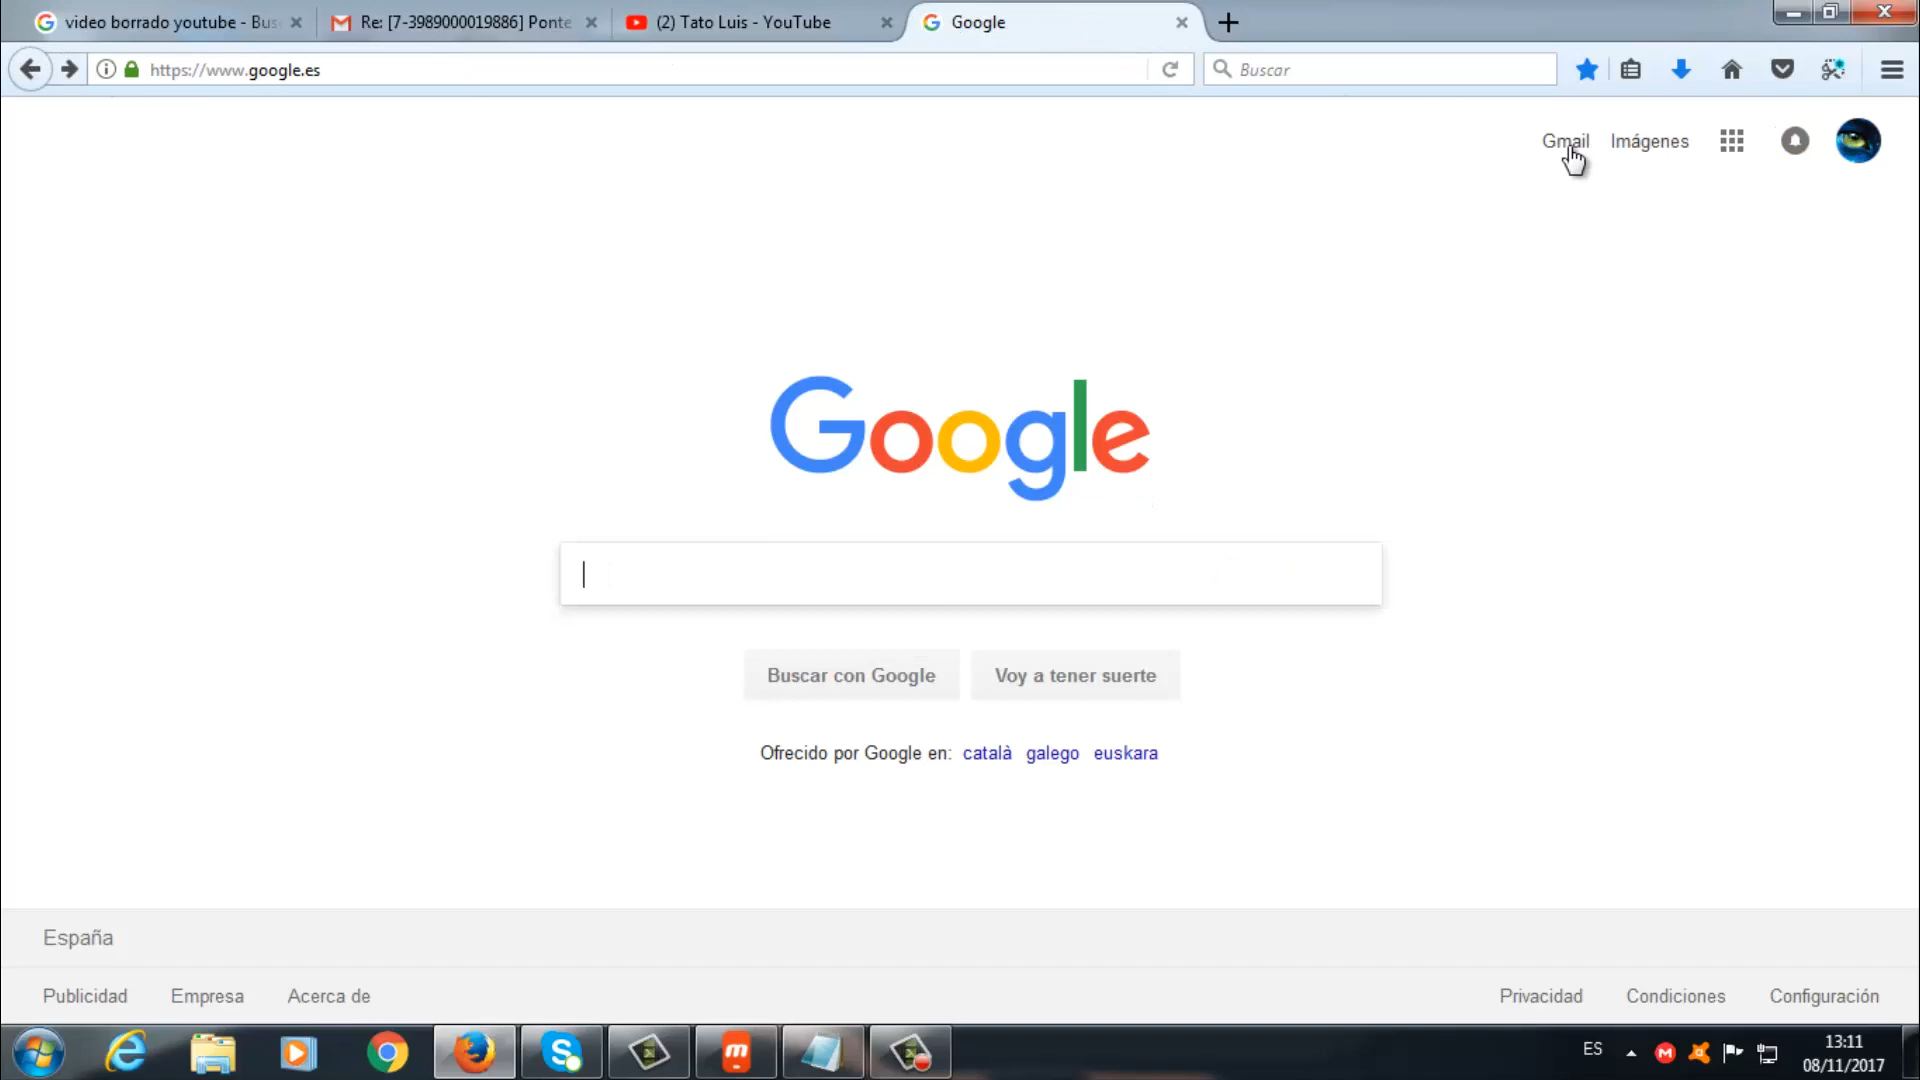 video borrado youtube - Bus
Re: [7-3989000019886] Ponte
(2) Tato Luis - YouTube
Google
https://www.google.es
Buscar
Gmail
Imágenes
Google
Buscar con Google
Voy a tener suerte
Ofrecido por Google en: català galego euskara
España
Publicidad
Empresa
Acerca de
Privacidad
Condiciones
Configuración
ES
13:11
08/11/2017